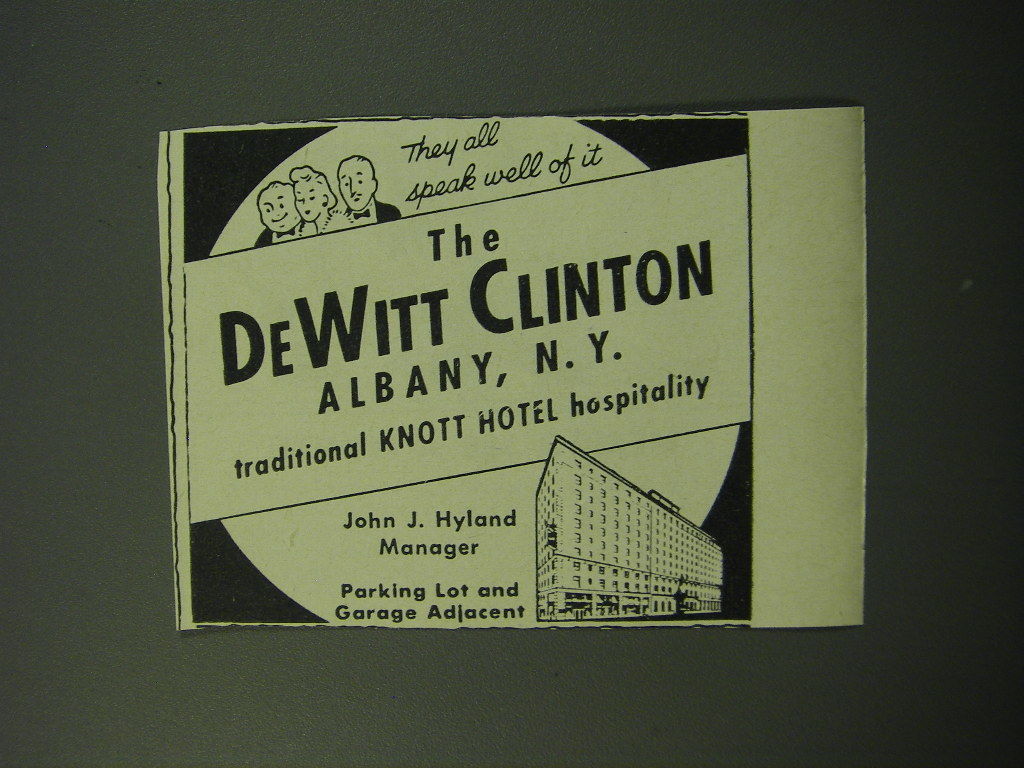 They all
speak well of it
The
DEWITT CLINTON
ALBANY, N. Y.
traditional KNOTT HOTEL hospitality
John J. Hyland
Manager
Parking Lot and
Garage Adjacent